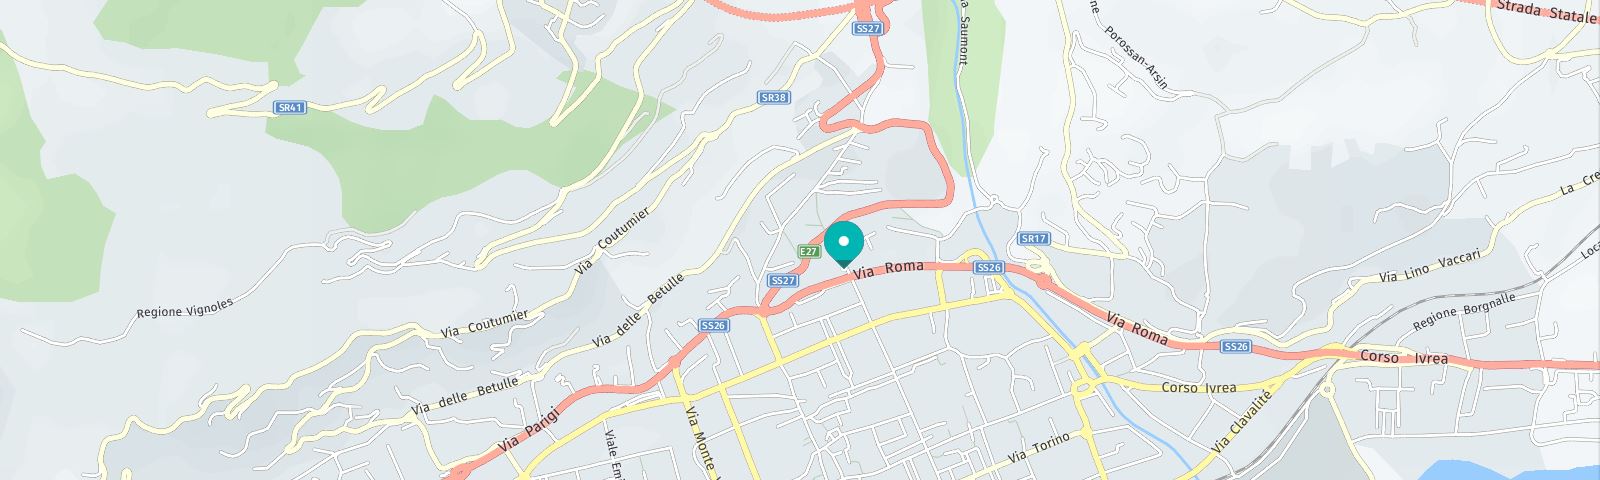 Strada Statale
SS27
Saumont
Porossan-Arsin
SR38
SR41
La Cre
Via Coutumier
SR17
E27
Via Roma
SS26
SS27
Via Lino Vaccari
Regione Vignoles
Via delle Betulle
Via Coutumier
SS26
Via Roma
Regione Borgnalle
SS26
Corso Ivrea
Via delle Betulle
Corso Ivrea
Via Parigi
Via Monte
Viale
Via Torino
Via Clavalité